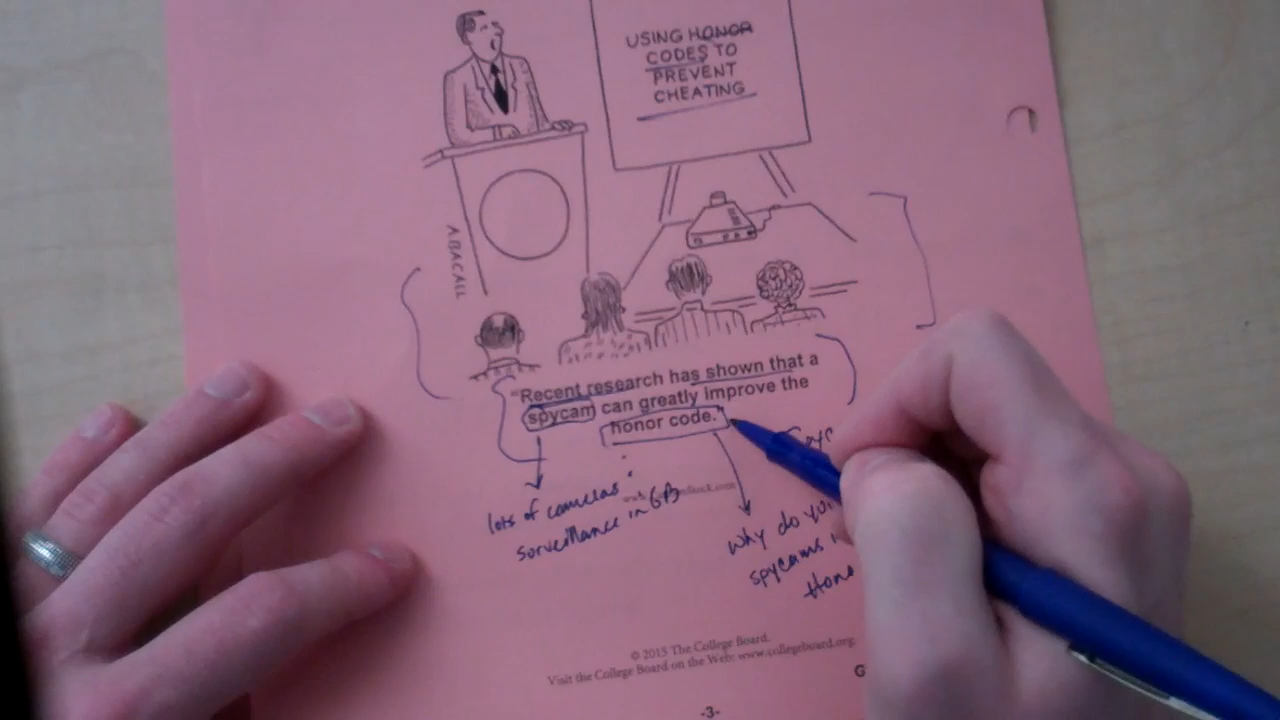 USING HONOR
CODES TO
PREVENT
CHEATING
ABACALL
"Recent research has shown that a
spycam can greatly improve the
honor code."
lots of cameras
surveillance in GB
Why do you
spycams
Hono
© 2015 The College Board.
Visit the College Board on the Web: www.collegeboard.org.
G
-3-